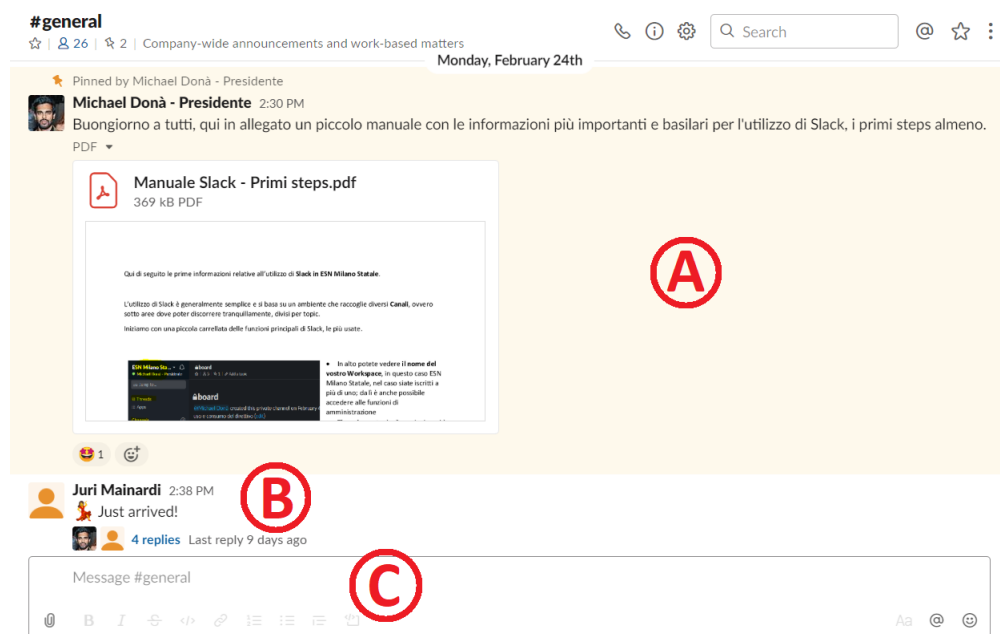 #general
26 | 2 | Company-wide announcements and work-based matters
Search
Monday, February 24th
Pinned by Michael Donà - Presidente
Michael Donà - Presidente 2:30 PM
Buongiorno a tutti, qui in allegato un piccolo manuale con le informazioni più importanti e basilari per l'utilizzo di Slack, i primi steps almeno.
PDF
Manuale Slack - Primi steps.pdf
369 kB PDF
Qui di seguito le prime informazioni relative all'utilizzo di Slack in ESN Milano Statale.
L'utilizzo di Slack è generalmente semplice e si basa su un ambiente che raccoglie diversi Canali, ovvero
sotto aree dove poter discorrere tranquillamente, divisi per topic.
Iniziamo con una piccola carrellata delle funzioni principali di Slack, le più usate.
ESN Milano Sta...
board
board
• In alto potete vedere il nome del
vostro Workspace, in questo caso ESN
Milano Statale, nel caso siate iscritti a
più di uno; da lì è anche possibile
accedere alle funzioni di
amministrazione
A
1
Juri Mainardi 2:38 PM
Just arrived!
B
4 replies Last reply 9 days ago
Message #general
C
B I S </> Aa @